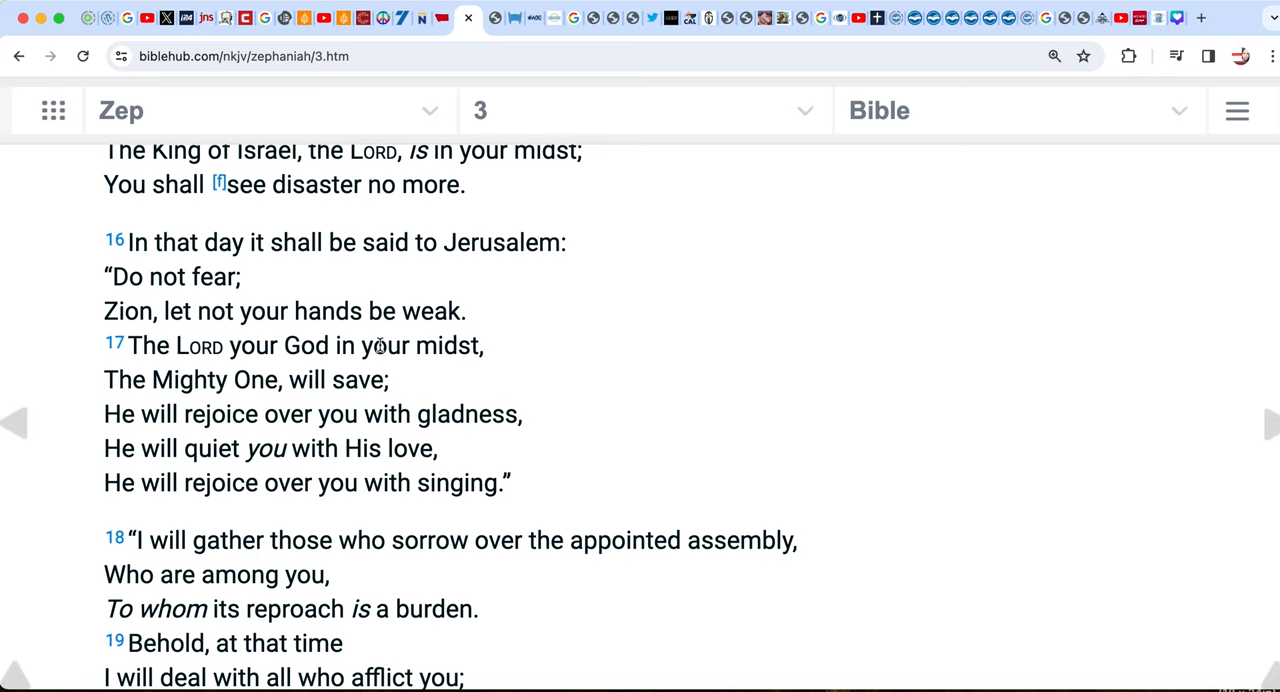 biblehub.com/nkjv/zephaniah/3.htm
Zep 3 Bible
The King of Israel, the LORD, is in your midst;
You shall [f]see disaster no more.
16 In that day it shall be said to Jerusalem:
“Do not fear;
Zion, let not your hands be weak.
17 The LORD your God in your midst,
The Mighty One, will save;
He will rejoice over you with gladness,
He will quiet you with His love,
He will rejoice over you with singing.”
18 “I will gather those who sorrow over the appointed assembly,
Who are among you,
To whom its reproach is a burden.
19 Behold, at that time
I will deal with all who afflict you;